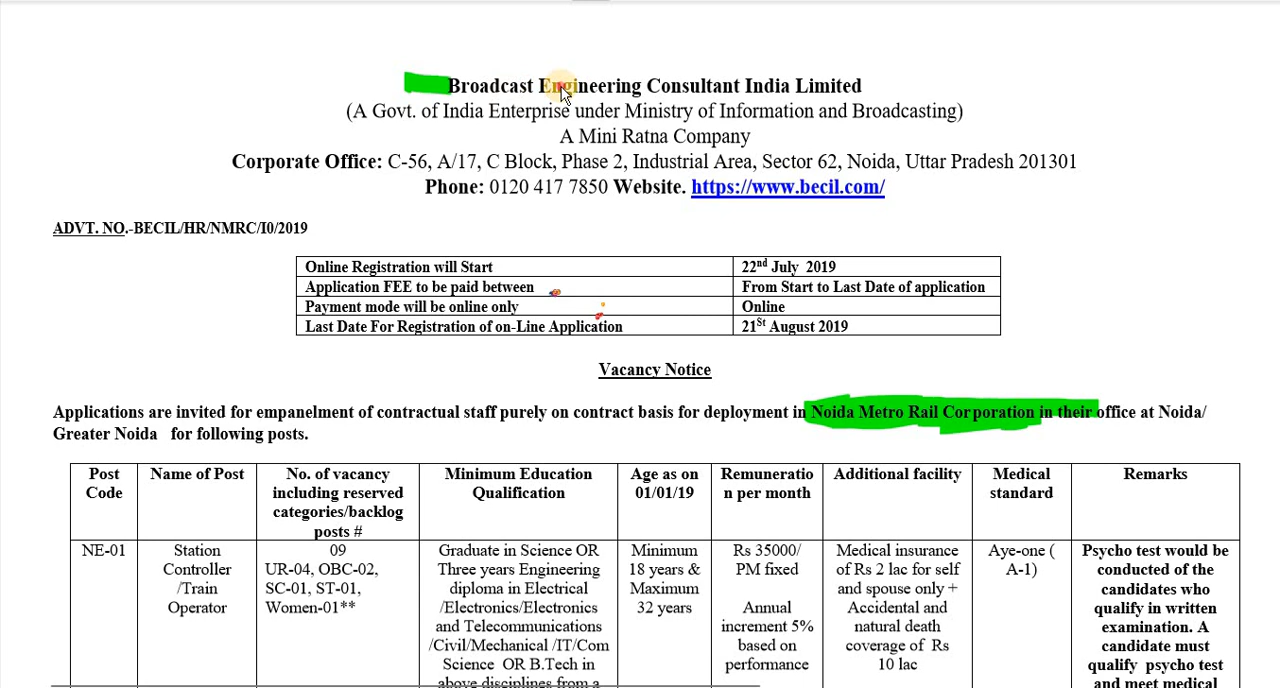 Broadcast Engineering Consultant India Limited
(A Govt. of India Enterprise under Ministry of Information and Broadcasting)
A Mini Ratna Company
Corporate Office: C-56, A/17, C Block, Phase 2, Industrial Area, Sector 62, Noida, Uttar Pradesh 201301
Phone: 0120 417 7850 Website. https://www.becil.com/
ADVT. NO.-BECIL/HR/NMRC/I0/2019
Online Registration will Start 22nd July 2019
Application FEE to be paid between From Start to Last Date of application
Payment mode will be online only Online
Last Date For Registration of on-Line Application 21St August 2019
Vacancy Notice
Applications are invited for empanelment of contractual staff purely on contract basis for deployment in Noida Metro Rail Corporation in their office at Noida/
Greater Noida for following posts.
Post
Code
Name of Post
No. of vacancy
including reserved
categories/backlog
posts #
Minimum Education
Qualification
Age as on
01/01/19
Remuneratio
n per month
Additional facility
Medical
standard
Remarks
NE-01
Station
Controller
/Train
Operator
09
UR-04, OBC-02,
SC-01, ST-01,
Women-01**
Graduate in Science OR
Three years Engineering
diploma in Electrical
/Electronics/Electronics
and Telecommunications
/Civil/Mechanical /IT/Com
Science OR B.Tech in
above disciplines from a
Minimum
18 years &
Maximum
32 years
Rs 35000/
PM fixed
Annual
increment 5%
based on
performance
Medical insurance
of Rs 2 lac for self
and spouse only +
Accidental and
natural death
coverage of Rs
10 lac
Aye-one (
A-1)
Psycho test would be
conducted of the
candidates who
qualify in written
examination. A
candidate must
qualify psycho test
and meet medical